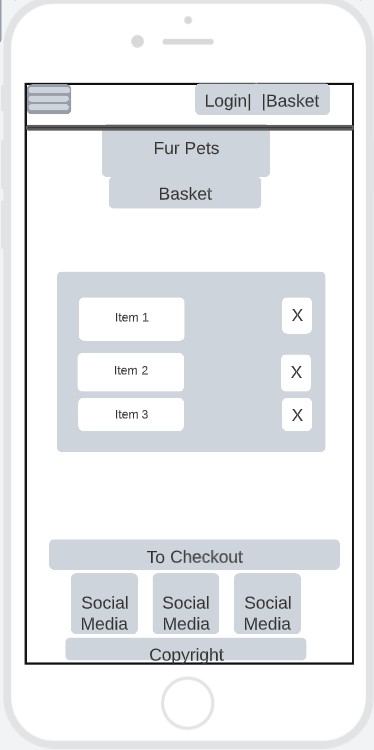 Login| |Basket
Fur Pets
Basket
Item 1
X
Item 2
X
Item 3
X
To Checkout
Social
Media
Social
Media
Social
Media
Copyright